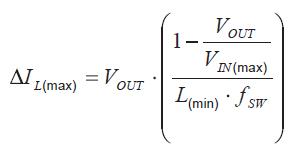 ΔI_L(max) = V_OUT · ( (1 − V_OUT / V_IN(max)) / (L_(min) · f_SW) )